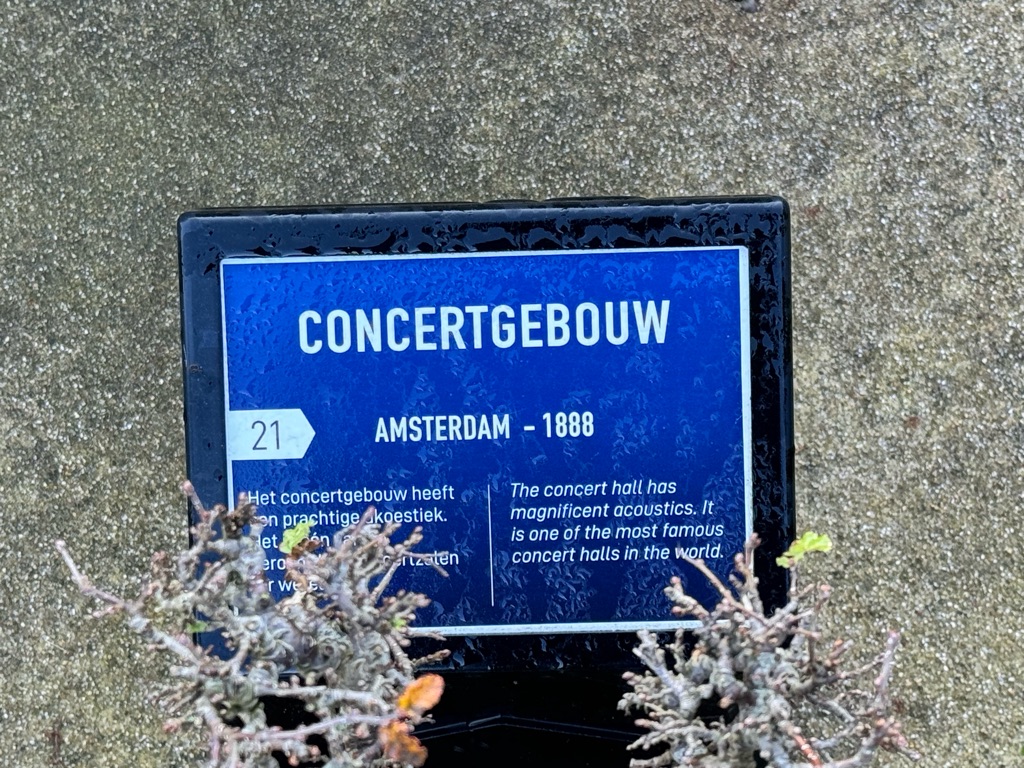 CONCERTGEBOUW
21
AMSTERDAM - 1888
Het concertgebouw heeft
prachtige akoestiek.
The concert hall has
magnificent acoustics. It
is one of the most famous
concert halls in the world.